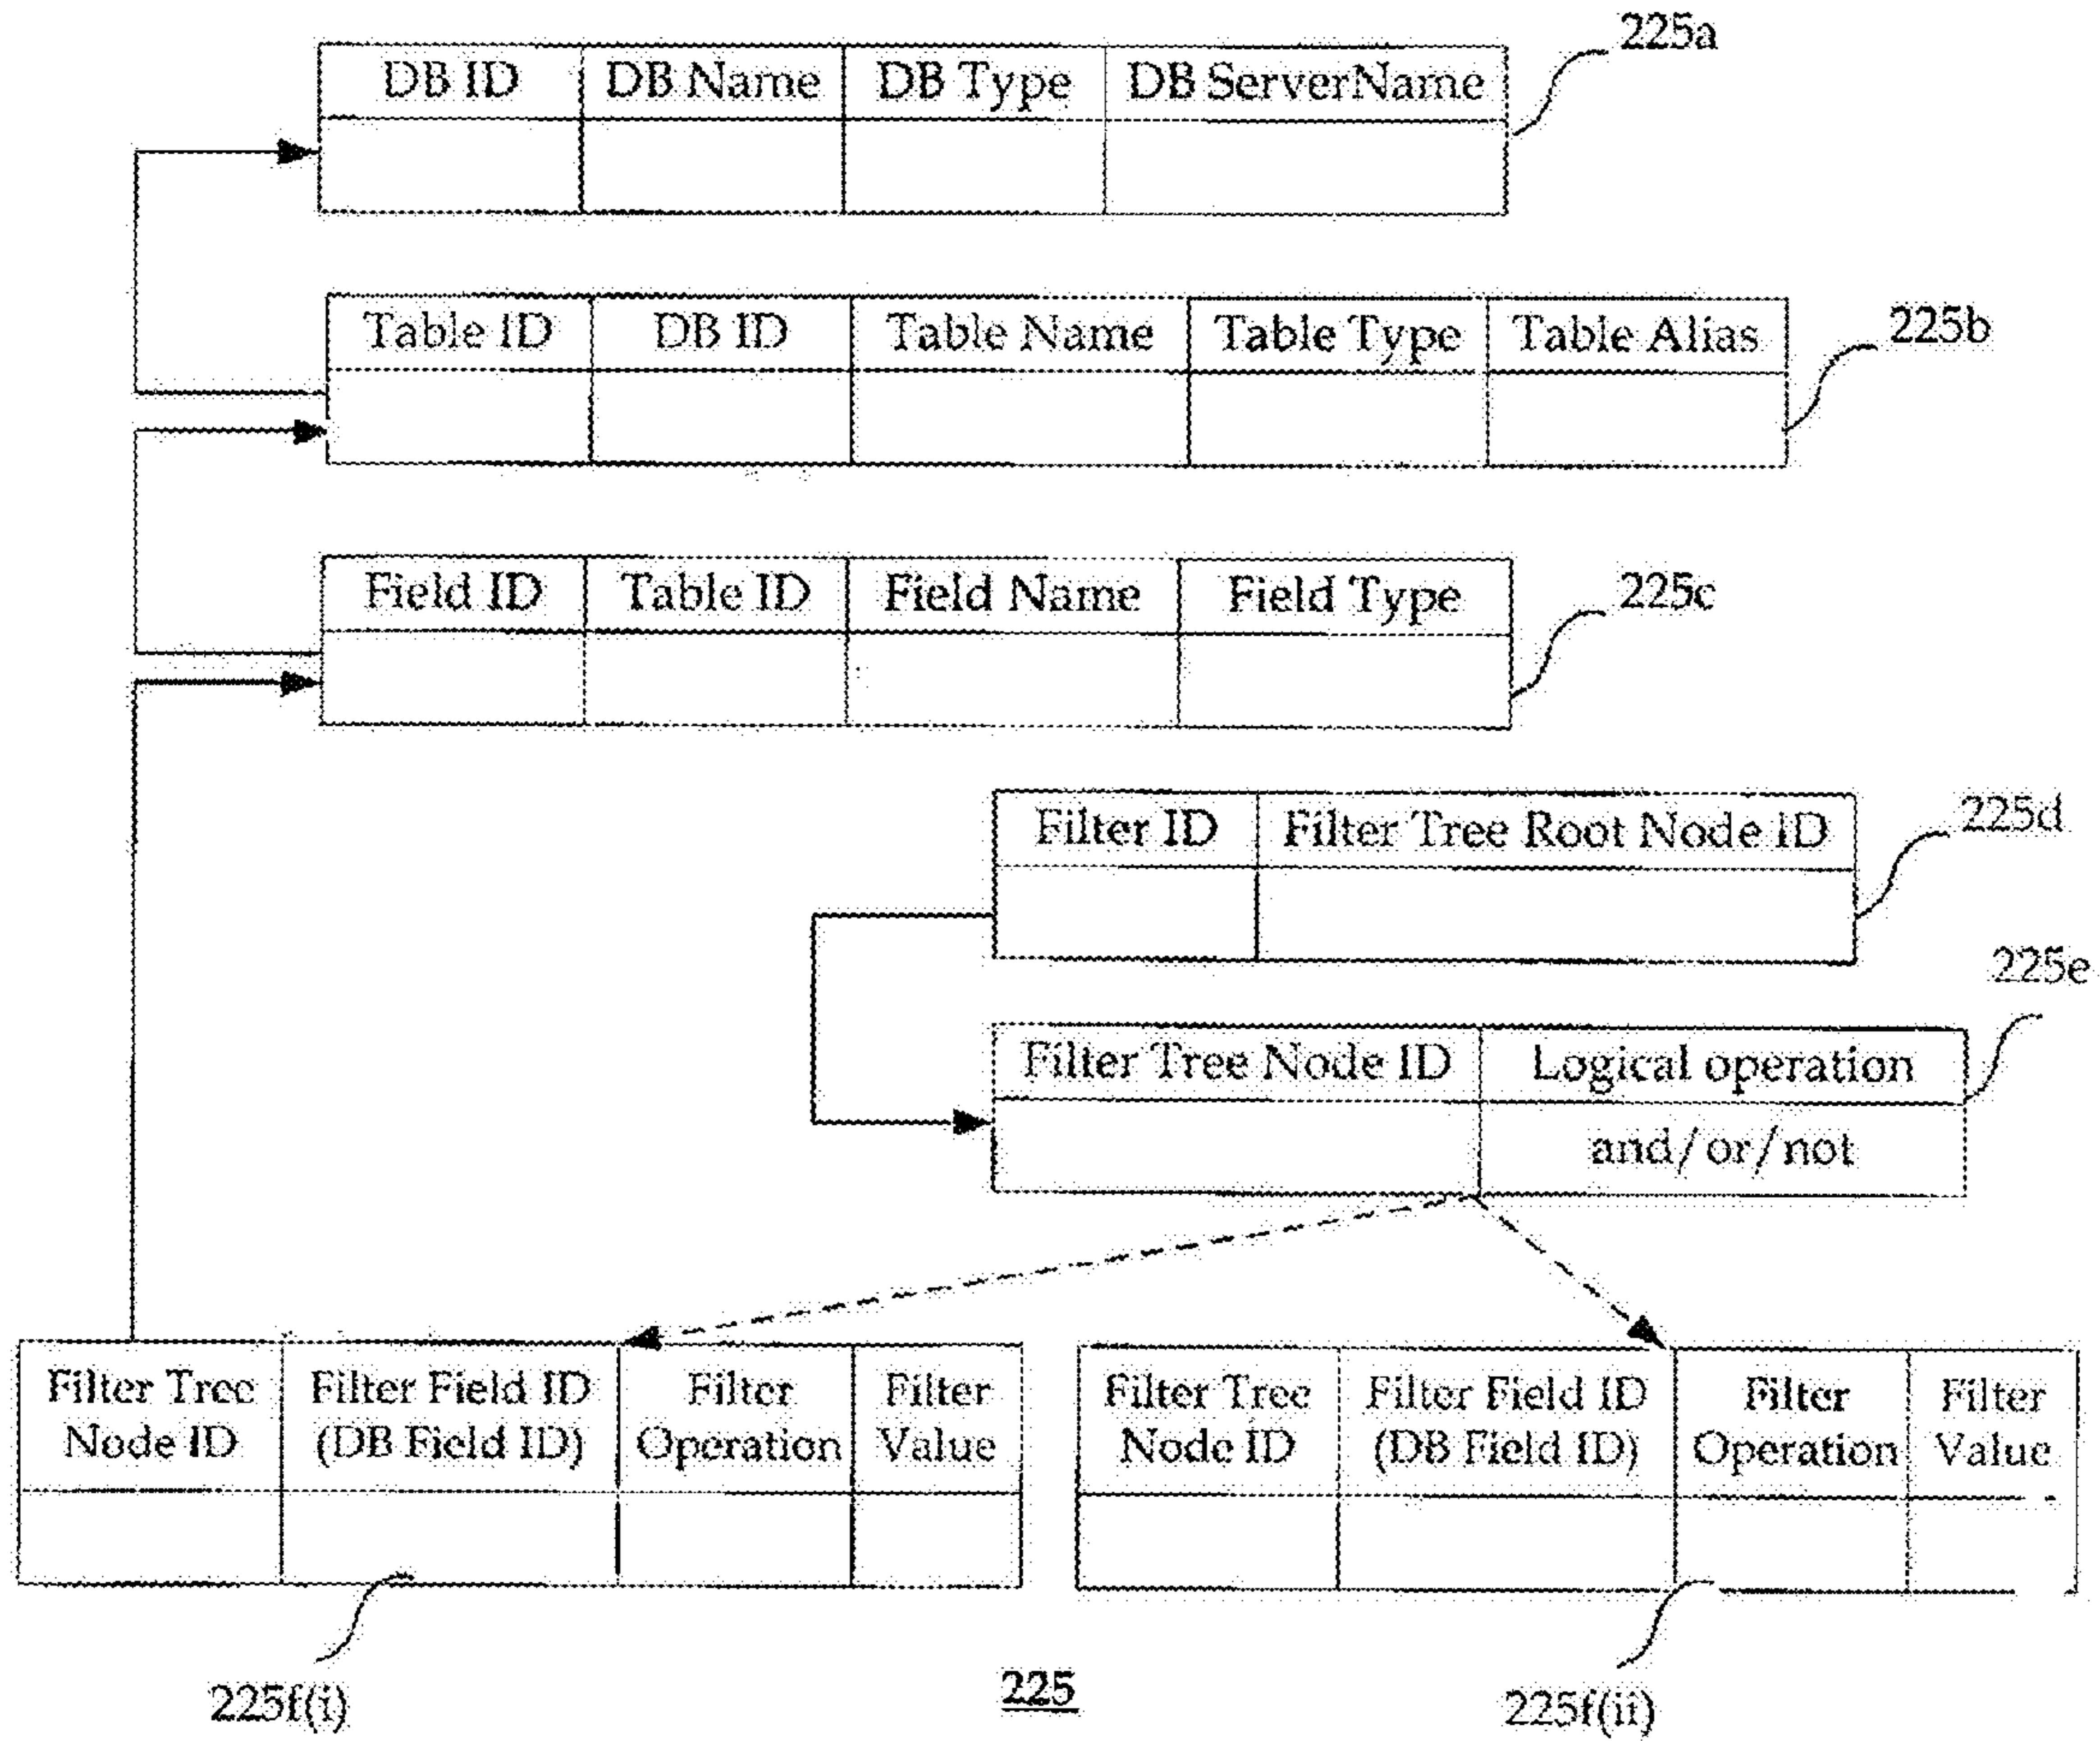 225a
DB ID DB Name DB Type DB ServerName
225b
Table ID DB ID Table Name Table Type Table Alias
225c
Field ID Table ID Field Name Field Type
225d
Filter ID Filter Tree Root Node ID
225e
Filter Tree Node ID Logical operation
and/or/not
Filter Tree Filter Field ID Filter Filter
Node ID (DB Field ID) Operation Value
Filter Tree Filter Field ID Filter Filter
Node ID (DB Field ID) Operation Value
225f(i)
225
225f(ii)